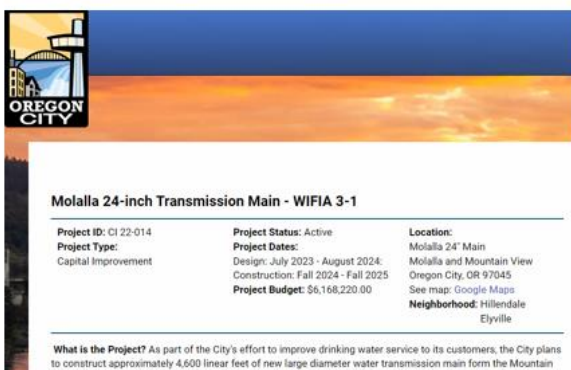 OREGON
CITY
Molalla 24-inch Transmission Main - WIFIA 3-1
Project ID: CI 22-014
Project Type:
Capital Improvement
Project Status: Active
Project Dates:
Design: July 2023 - August 2024:
Construction: Fall 2024 - Fall 2025
Project Budget: $6,168,220.00
Location:
Molalla 24" Main
Molalla and Mountain View
Oregon City, OR 97045
See map: Google Maps
Neighborhood: Hillendale
Elyville
What is the Project? As part of the City's effort to improve drinking water service to its customers, the City plans
to construct approximately 4,600 linear feet of new large diameter water transmission main form the Mountain